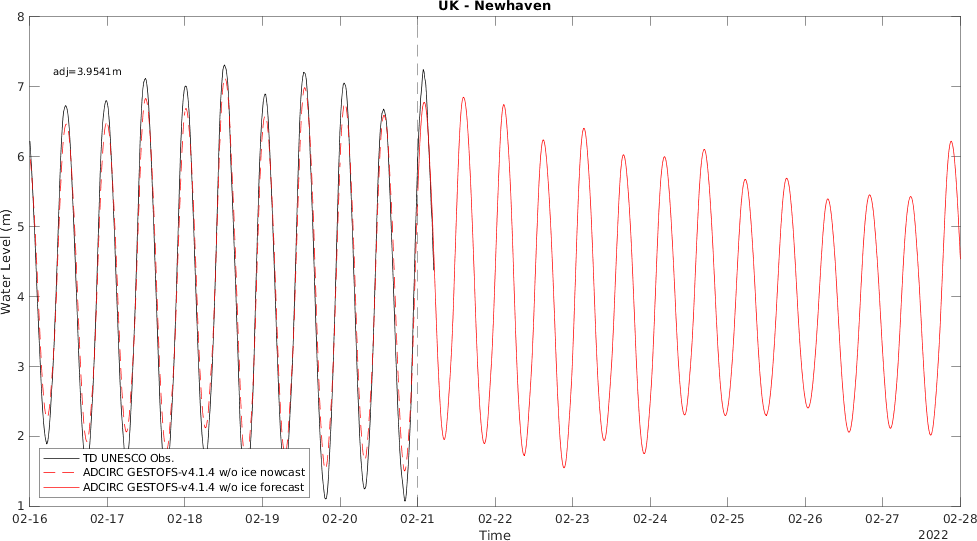 UK - Newhaven
adj=3.9541m
Water Level (m)
8
7
6
5
4
3
2
1
TD UNESCO Obs.
ADCIRC GESTOFS-v4.1.4 w/o ice nowcast
ADCIRC GESTOFS-v4.1.4 w/o ice forecast
02-16 02-17 02-18 02-19 02-20 02-21 02-22 02-23 02-24 02-25 02-26 02-27 02-28
Time
2022